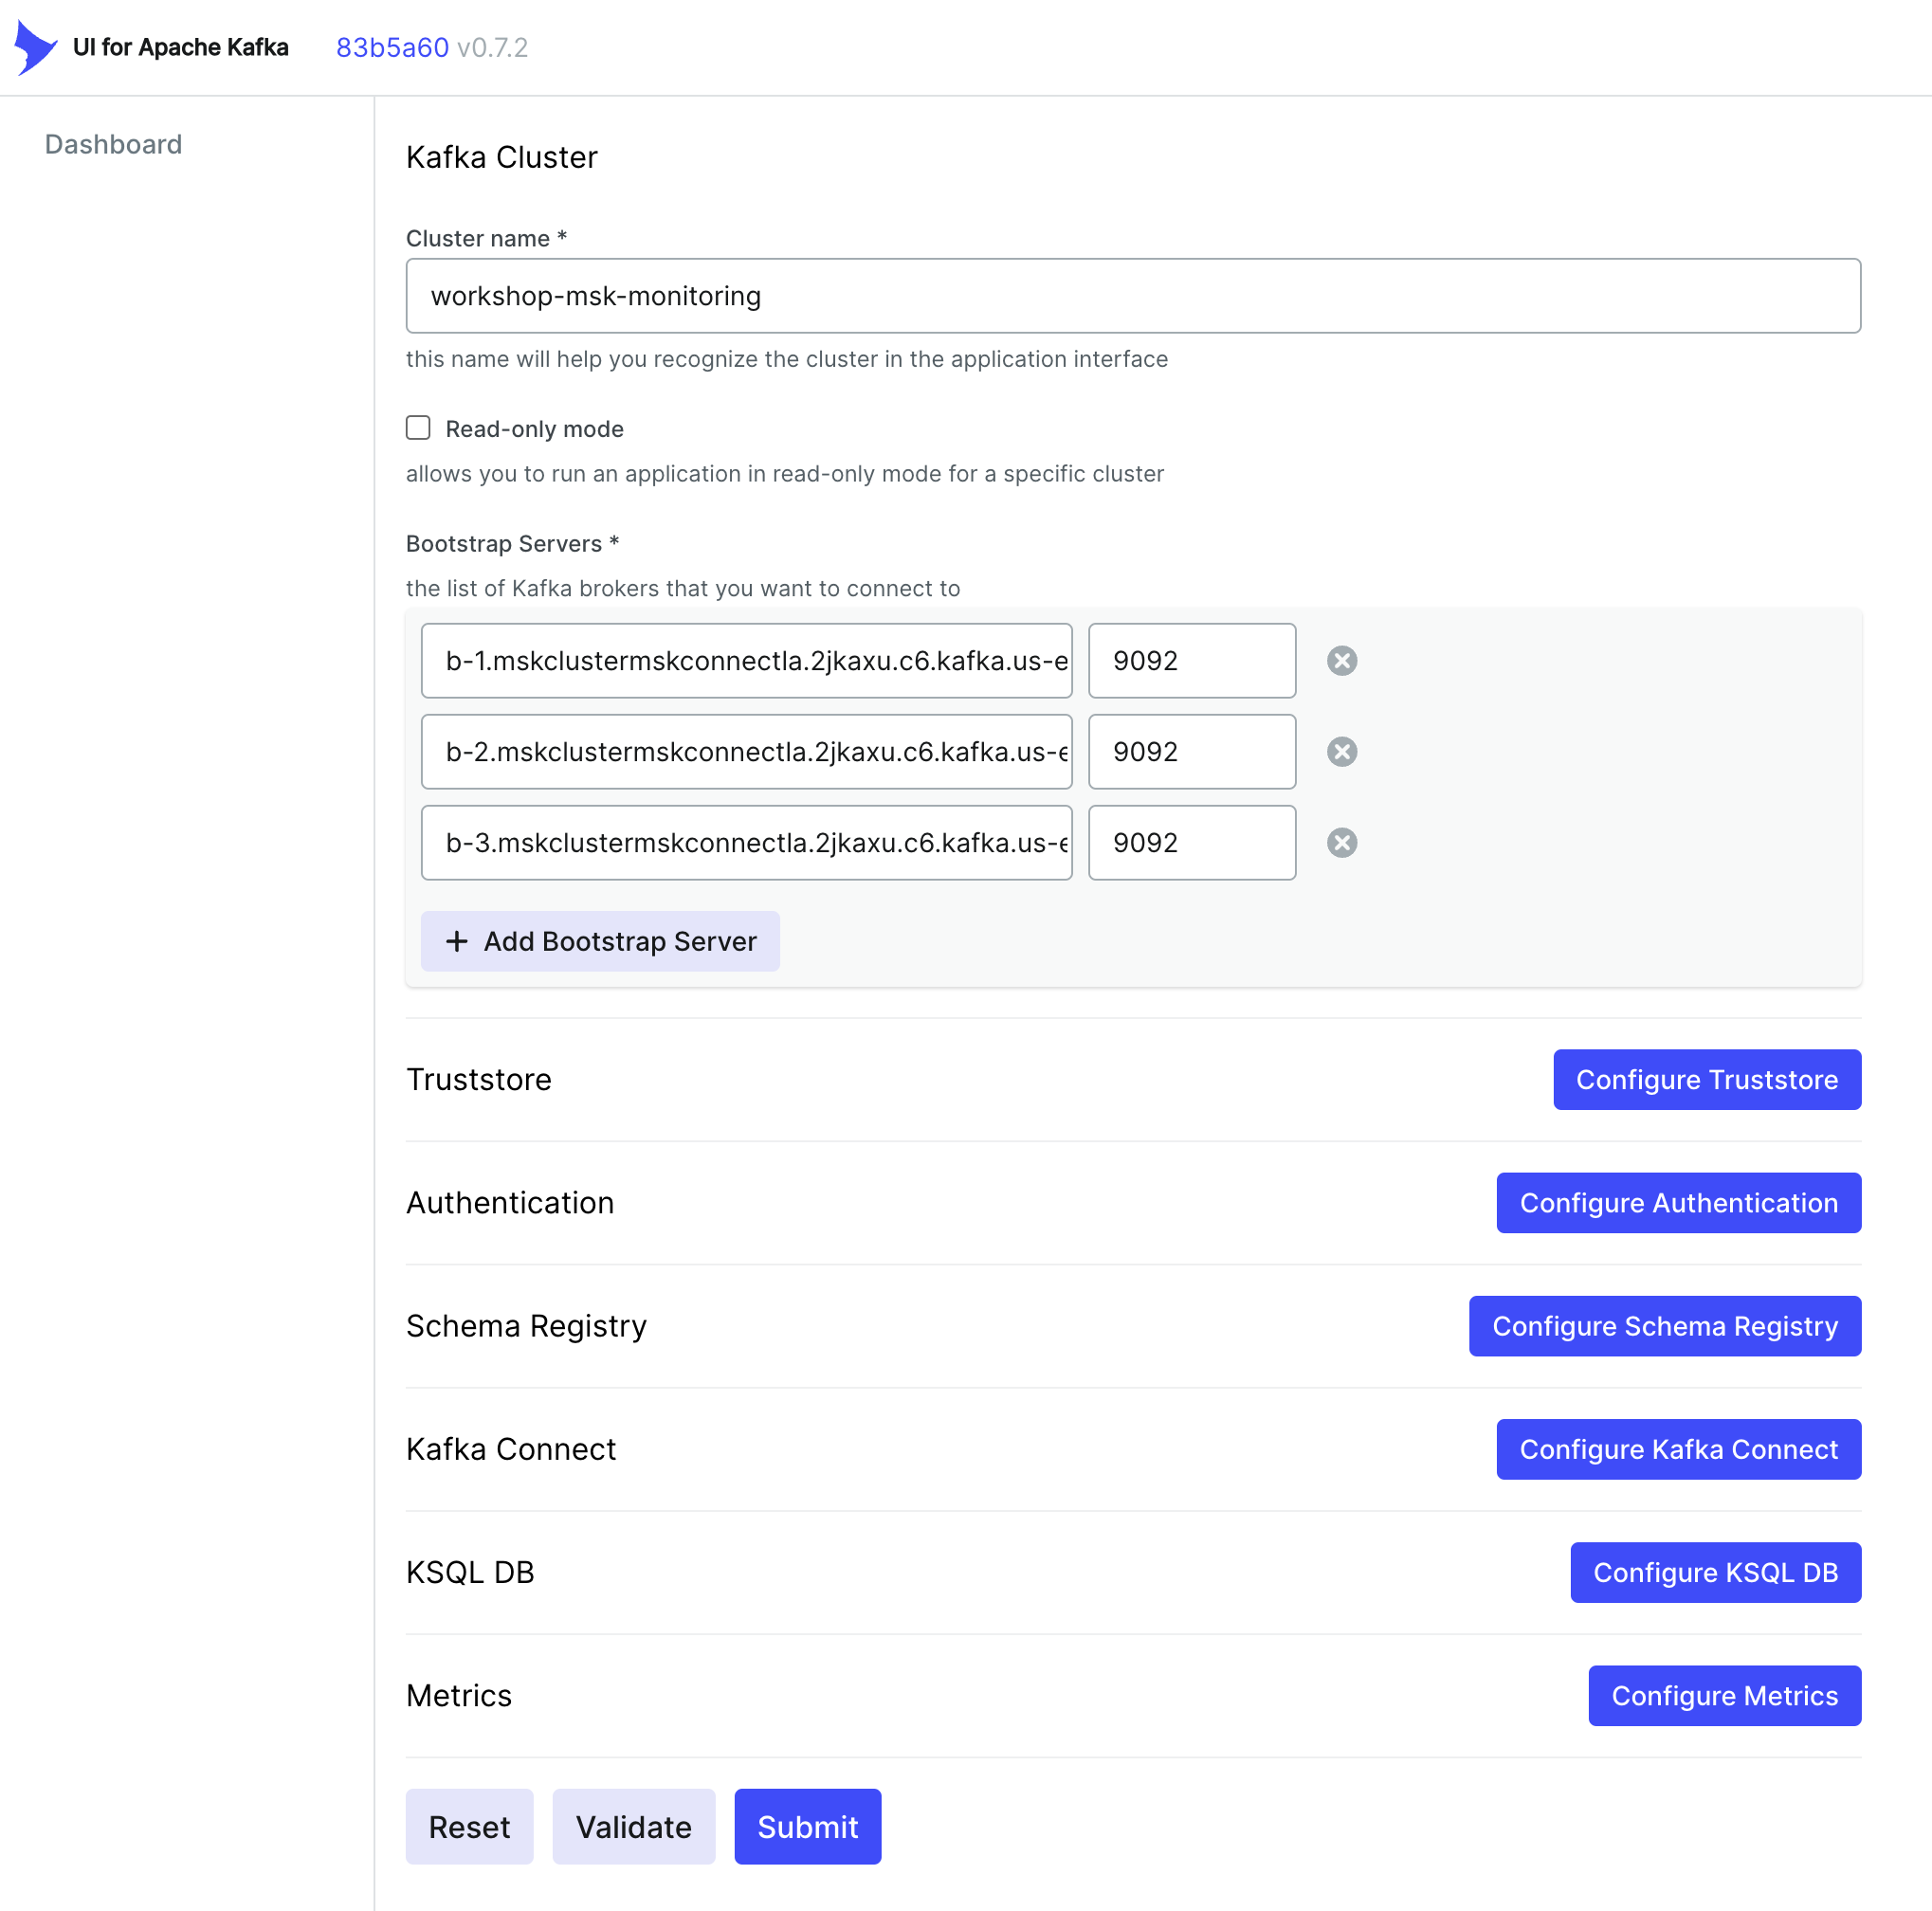 UI for Apache Kafka 83b5a60 v0.7.2
Dashboard
Kafka Cluster
Cluster name *
workshop-msk-monitoring
this name will help you recognize the cluster in the application interface
Read-only mode
allows you to run an application in read-only mode for a specific cluster
Bootstrap Servers *
the list of Kafka brokers that you want to connect to
b-1.mskclustermskconnectla.2jkaxu.c6.kafka.us-e 9092
b-2.mskclustermskconnectla.2jkaxu.c6.kafka.us-e 9092
b-3.mskclustermskconnectla.2jkaxu.c6.kafka.us-e 9092
+ Add Bootstrap Server
Truststore Configure Truststore
Authentication Configure Authentication
Schema Registry Configure Schema Registry
Kafka Connect Configure Kafka Connect
KSQL DB Configure KSQL DB
Metrics Configure Metrics
Reset Validate Submit